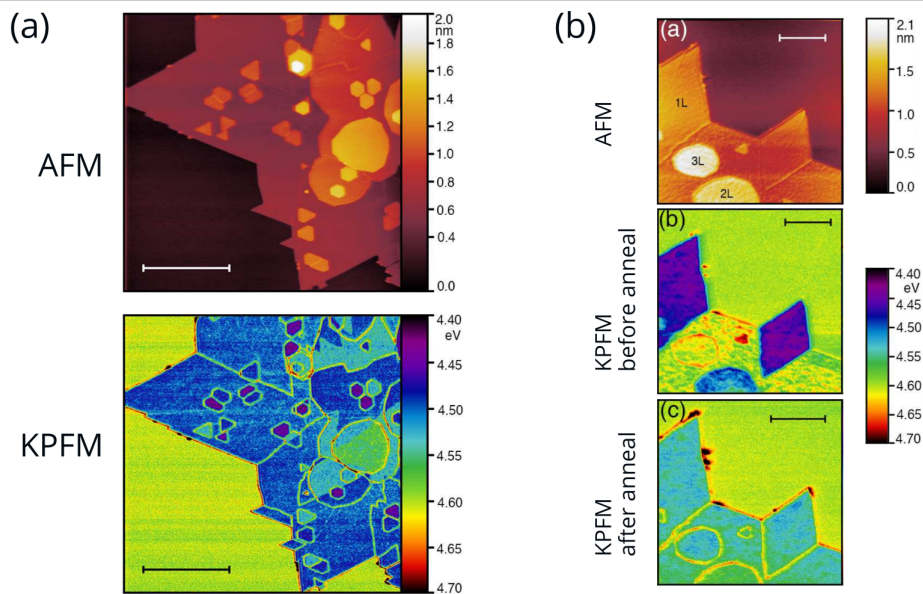 (a)
AFM
2.0
nm
1.8
1.6
1.4
1.2
1.0
0.8
0.6
0.4
0.0
KPFM
4.40
eV
4.45
4.50
4.55
4.60
4.65
4.70
(b)
AFM
(a)
1L
3L
2L
2.1
nm
1.5
1.0
0.5
0.0
KPFM
before anneal
(b)
4.40
eV
4.45
4.50
4.55
4.60
4.65
4.70
KPFM
after anneal
(c)